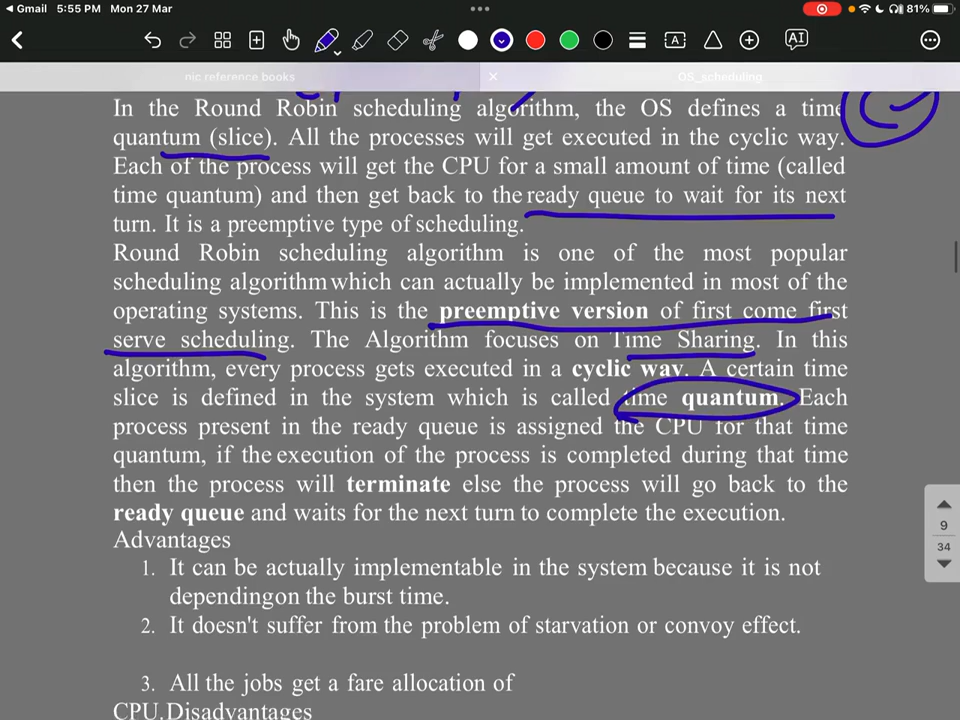 Gmail 5:55 PM Mon 27 Mar 81%
AI
nic reference books OS_scheduling
In the Round Robin scheduling algorithm, the OS defines a time
quantum (slice). All the processes will get executed in the cyclic way.
Each of the process will get the CPU for a small amount of time (called
time quantum) and then get back to the ready queue to wait for its next
turn. It is a preemptive type of scheduling.
Round Robin scheduling algorithm is one of the most popular
scheduling algorithm which can actually be implemented in most of the
operating systems. This is the preemptive version of first come first
serve scheduling. The Algorithm focuses on Time Sharing. In this
algorithm, every process gets executed in a cyclic way. A certain time
slice is defined in the system which is called time quantum. Each
process present in the ready queue is assigned the CPU for that time
quantum, if the execution of the process is completed during that time
then the process will terminate else the process will go back to the
ready queue and waits for the next turn to complete the execution.
Advantages
1. It can be actually implementable in the system because it is not
dependingon the burst time.
2. It doesn't suffer from the problem of starvation or convoy effect.
3. All the jobs get a fare allocation of
CPU.Disadvantages
9
34